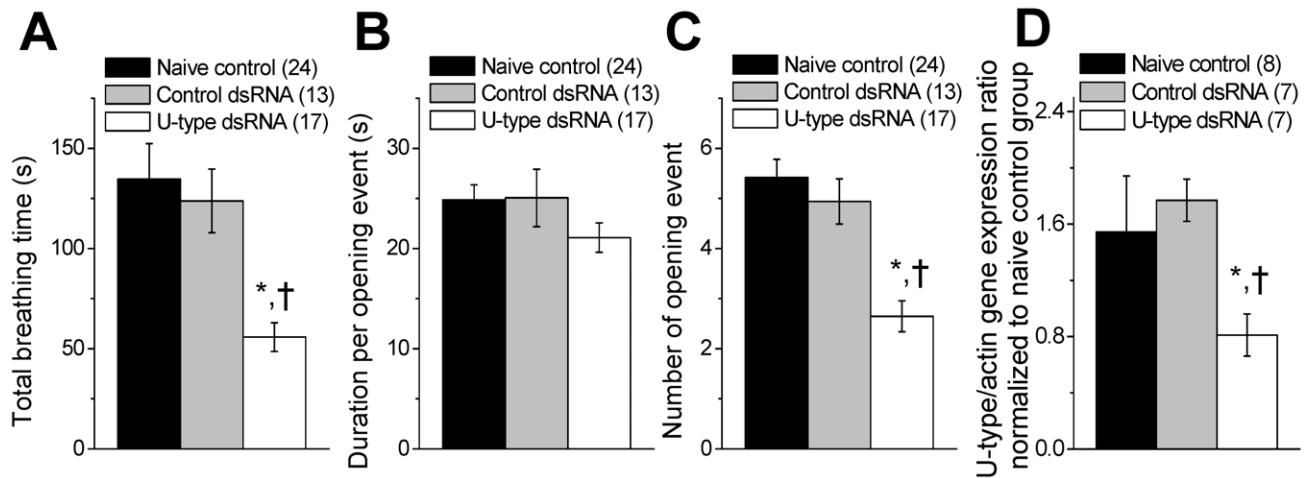 A
Naive control (24)
Control dsRNA (13)
U-type dsRNA (17)
Total breathing time (s)
150
100
50
0
*,†
B
Naive control (24)
Control dsRNA (13)
U-type dsRNA (17)
Duration per opening event (s)
30
20
10
0
C
Naive control (24)
Control dsRNA (13)
U-type dsRNA (17)
Number of opening event
6
4
2
0
*,†
D
Naive control (8)
Control dsRNA (7)
U-type dsRNA (7)
U-type/actin gene expression ratio
normalized to naive control group
2.4
1.6
0.8
0.0
*,†